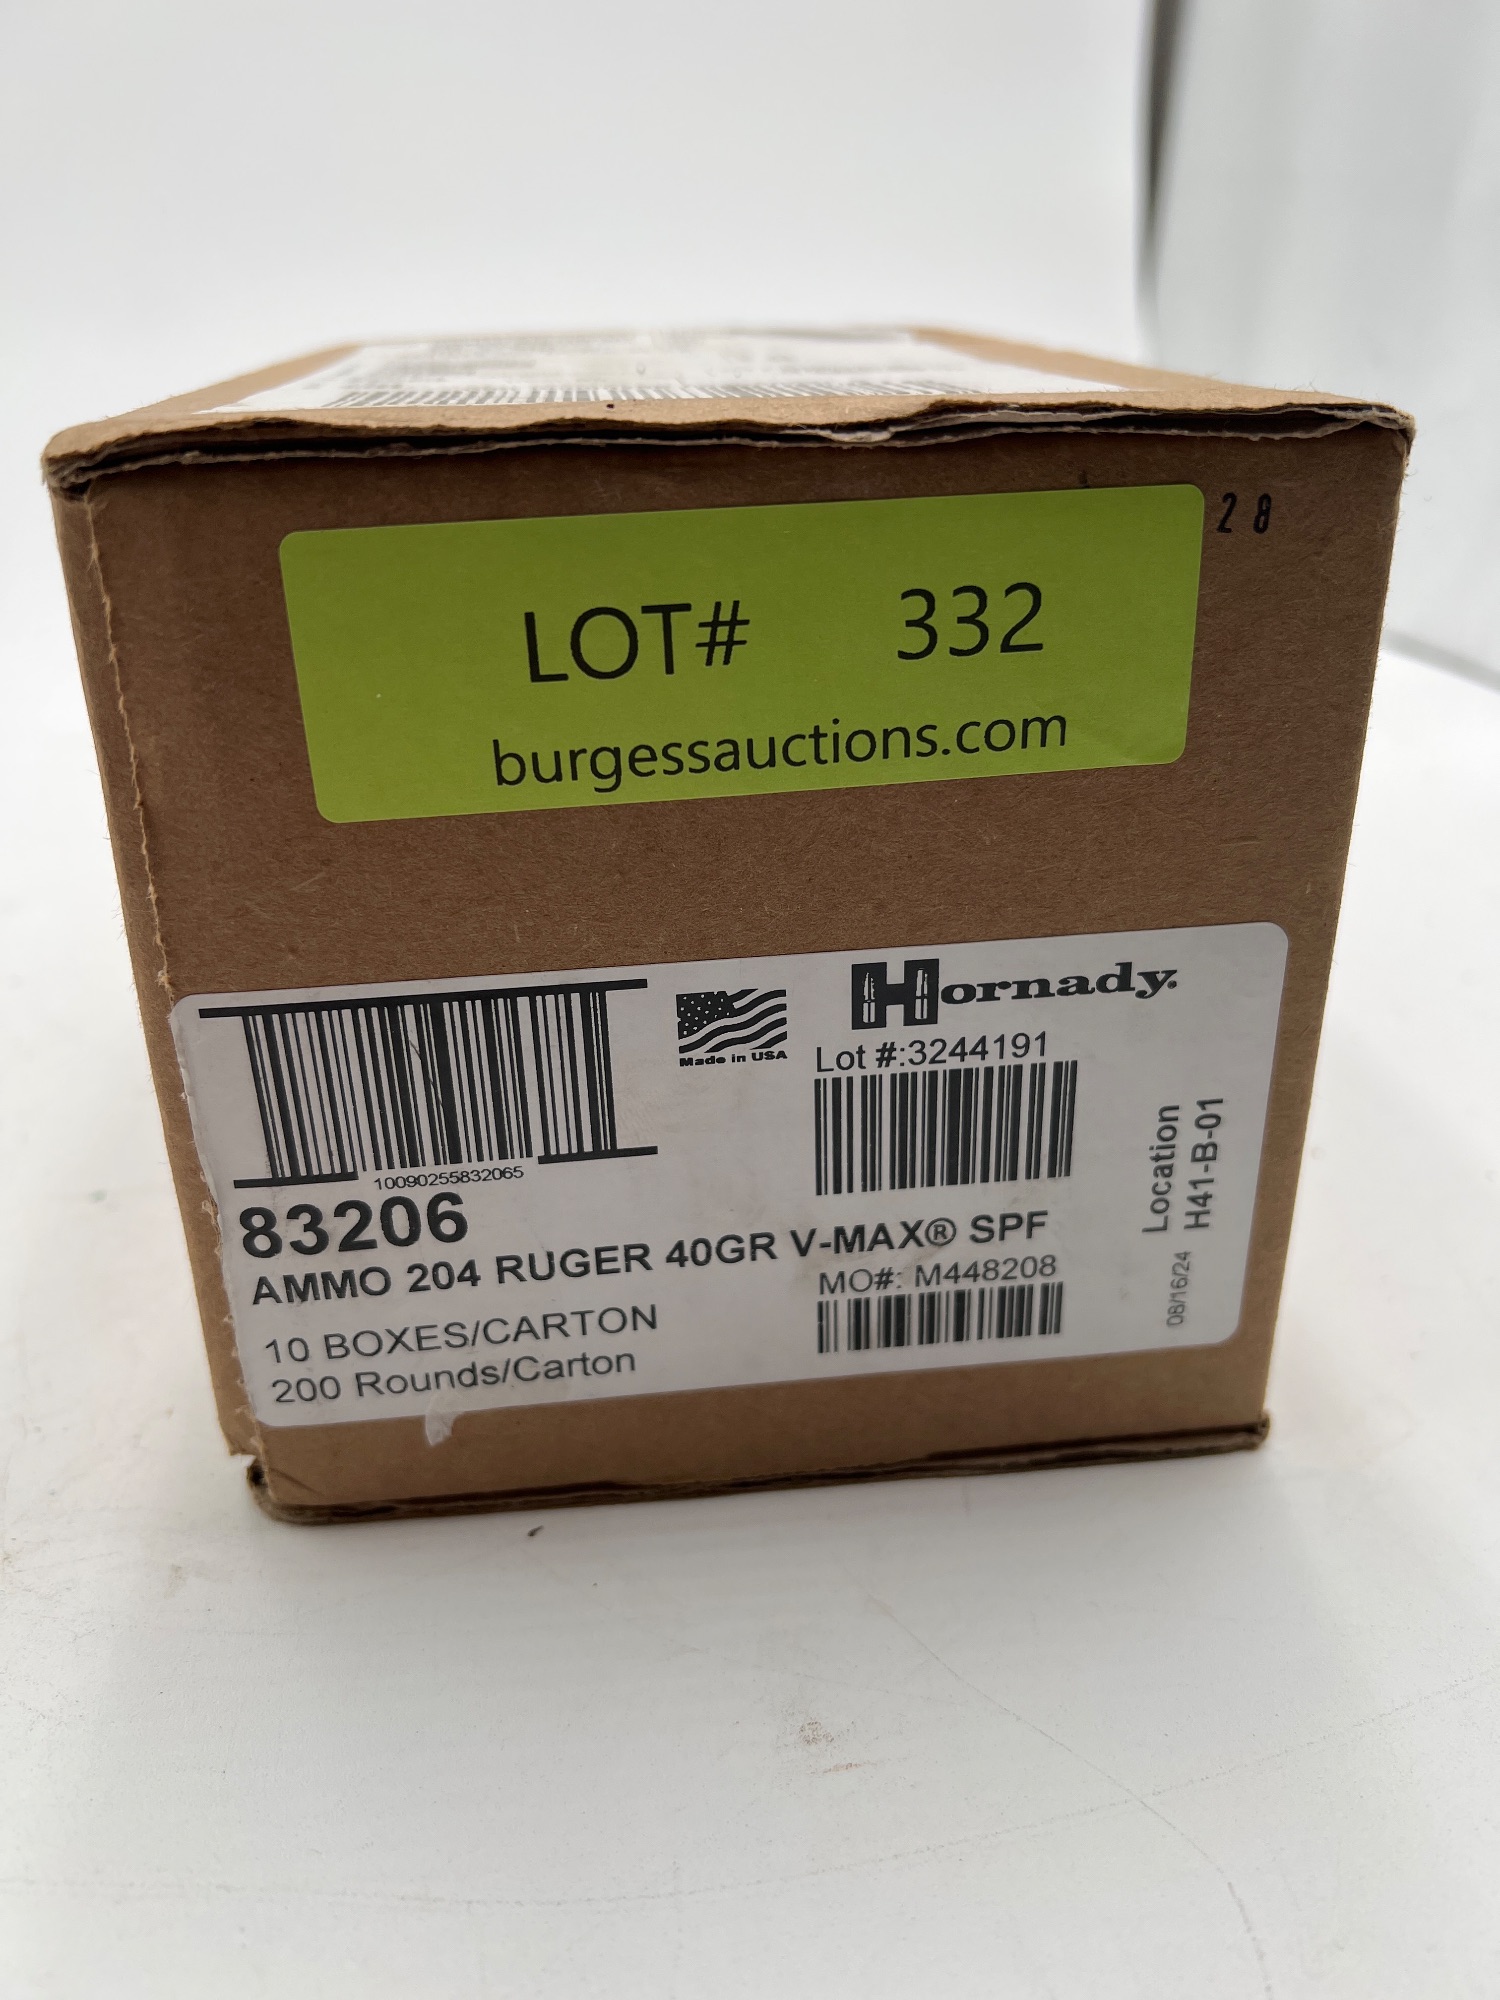 28
LOT# 332
burgessauctions.com
Hornady.
Made in USA
Lot #:3244191
10090255832065
83206
AMMO 204 RUGER 40GR V-MAX® SPF
MO#: M448208
10 BOXES/CARTON
200 Rounds/Carton
Location
H41-B-01
08/16/24